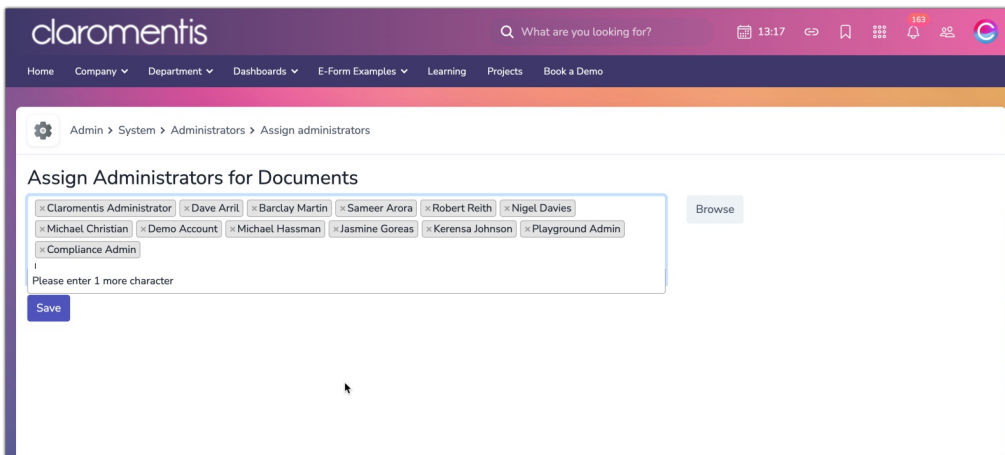 claromentis
What are you looking for?
13:17
163
Home Company Department Dashboards E-Form Examples Learning Projects Book a Demo
Admin > System > Administrators > Assign administrators
Assign Administrators for Documents
× Claromentis Administrator × Dave Arril × Barclay Martin × Sameer Arora × Robert Reith × Nigel Davies
Browse
× Michael Christian × Demo Account × Michael Hassman × Jasmine Goreas × Kerensa Johnson × Playground Admin
× Compliance Admin
Please enter 1 more character
Save